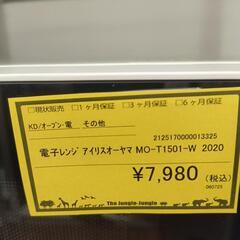 □現状販売 □1ヶ月保証 □3ヶ月保証 □6ヶ月保証
KD/オーブン・電 その他
2125170000013325
電子レンジ アイリスオーヤマ MO-T1501-W 2020
¥7,980(税込)
060725
The Jungle-Jungle